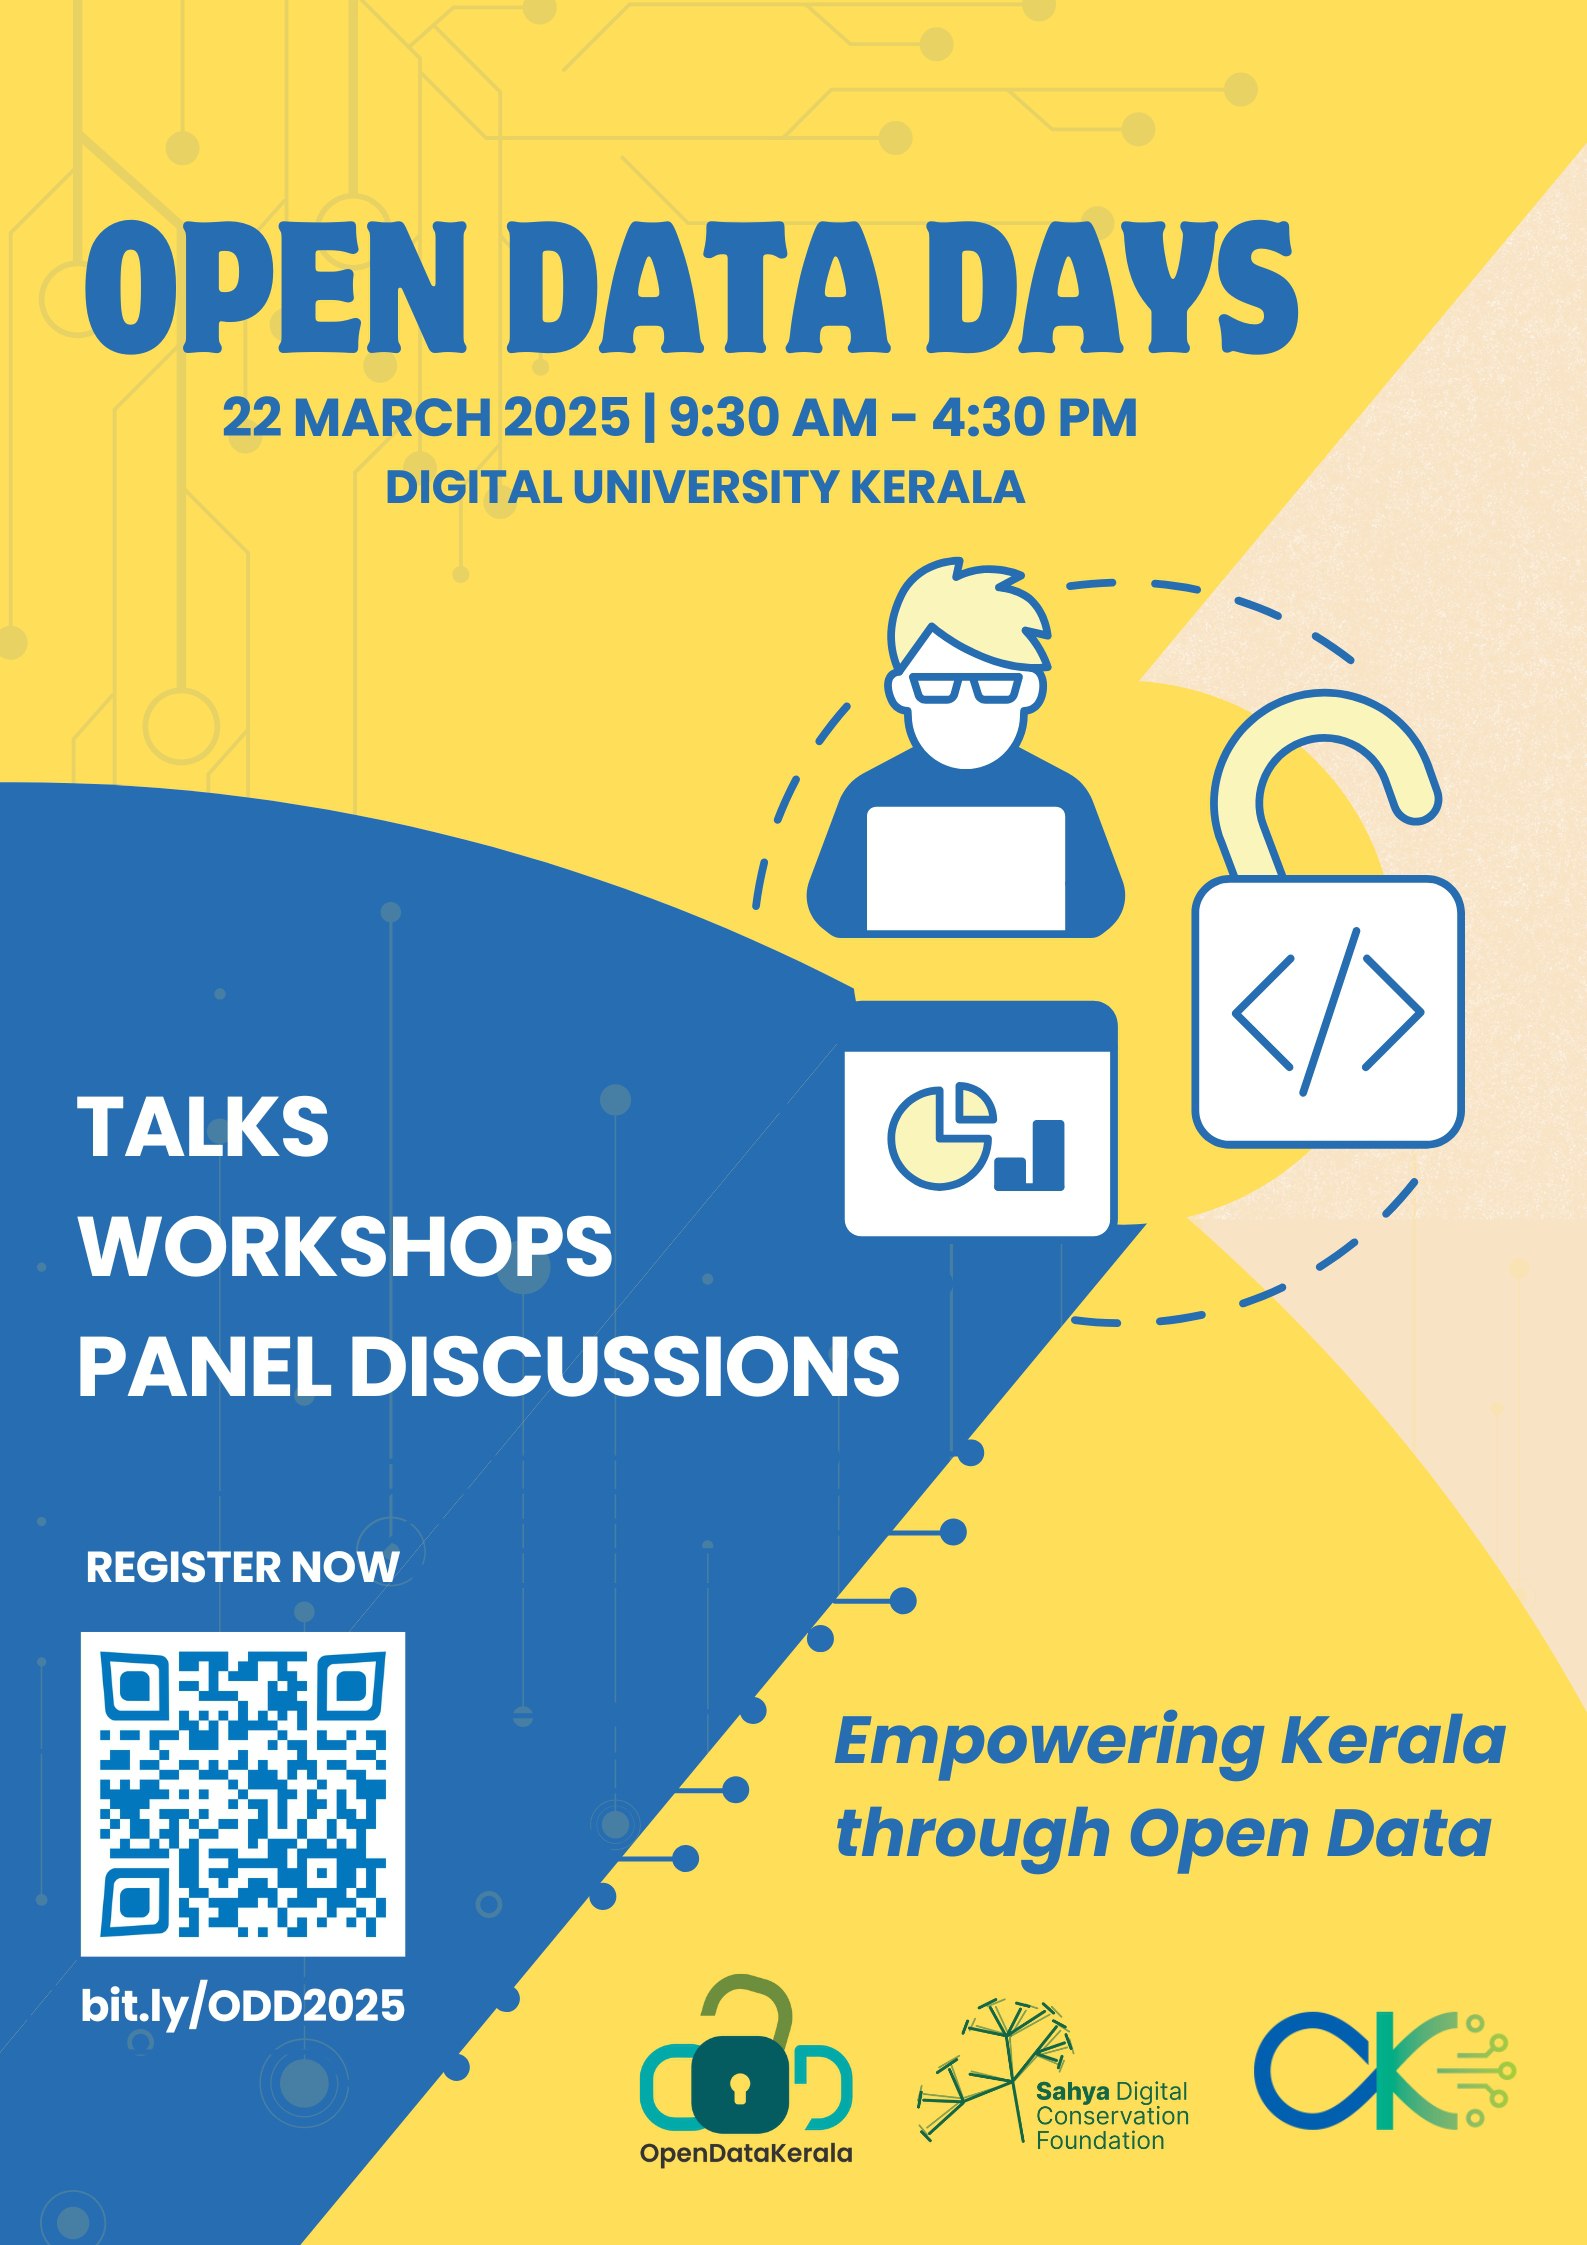 OPEN DATA DAYS
22 MARCH 2025 | 9:30 AM – 4:30 PM
DIGITAL UNIVERSITY KERALA
</>
TALKS
WORKSHOPS
PANEL DISCUSSIONS
REGISTER NOW
bit.ly/ODD2025
Empowering Kerala
through Open Data
OpenDataKerala
Sahya Digital
Conservation
Foundation